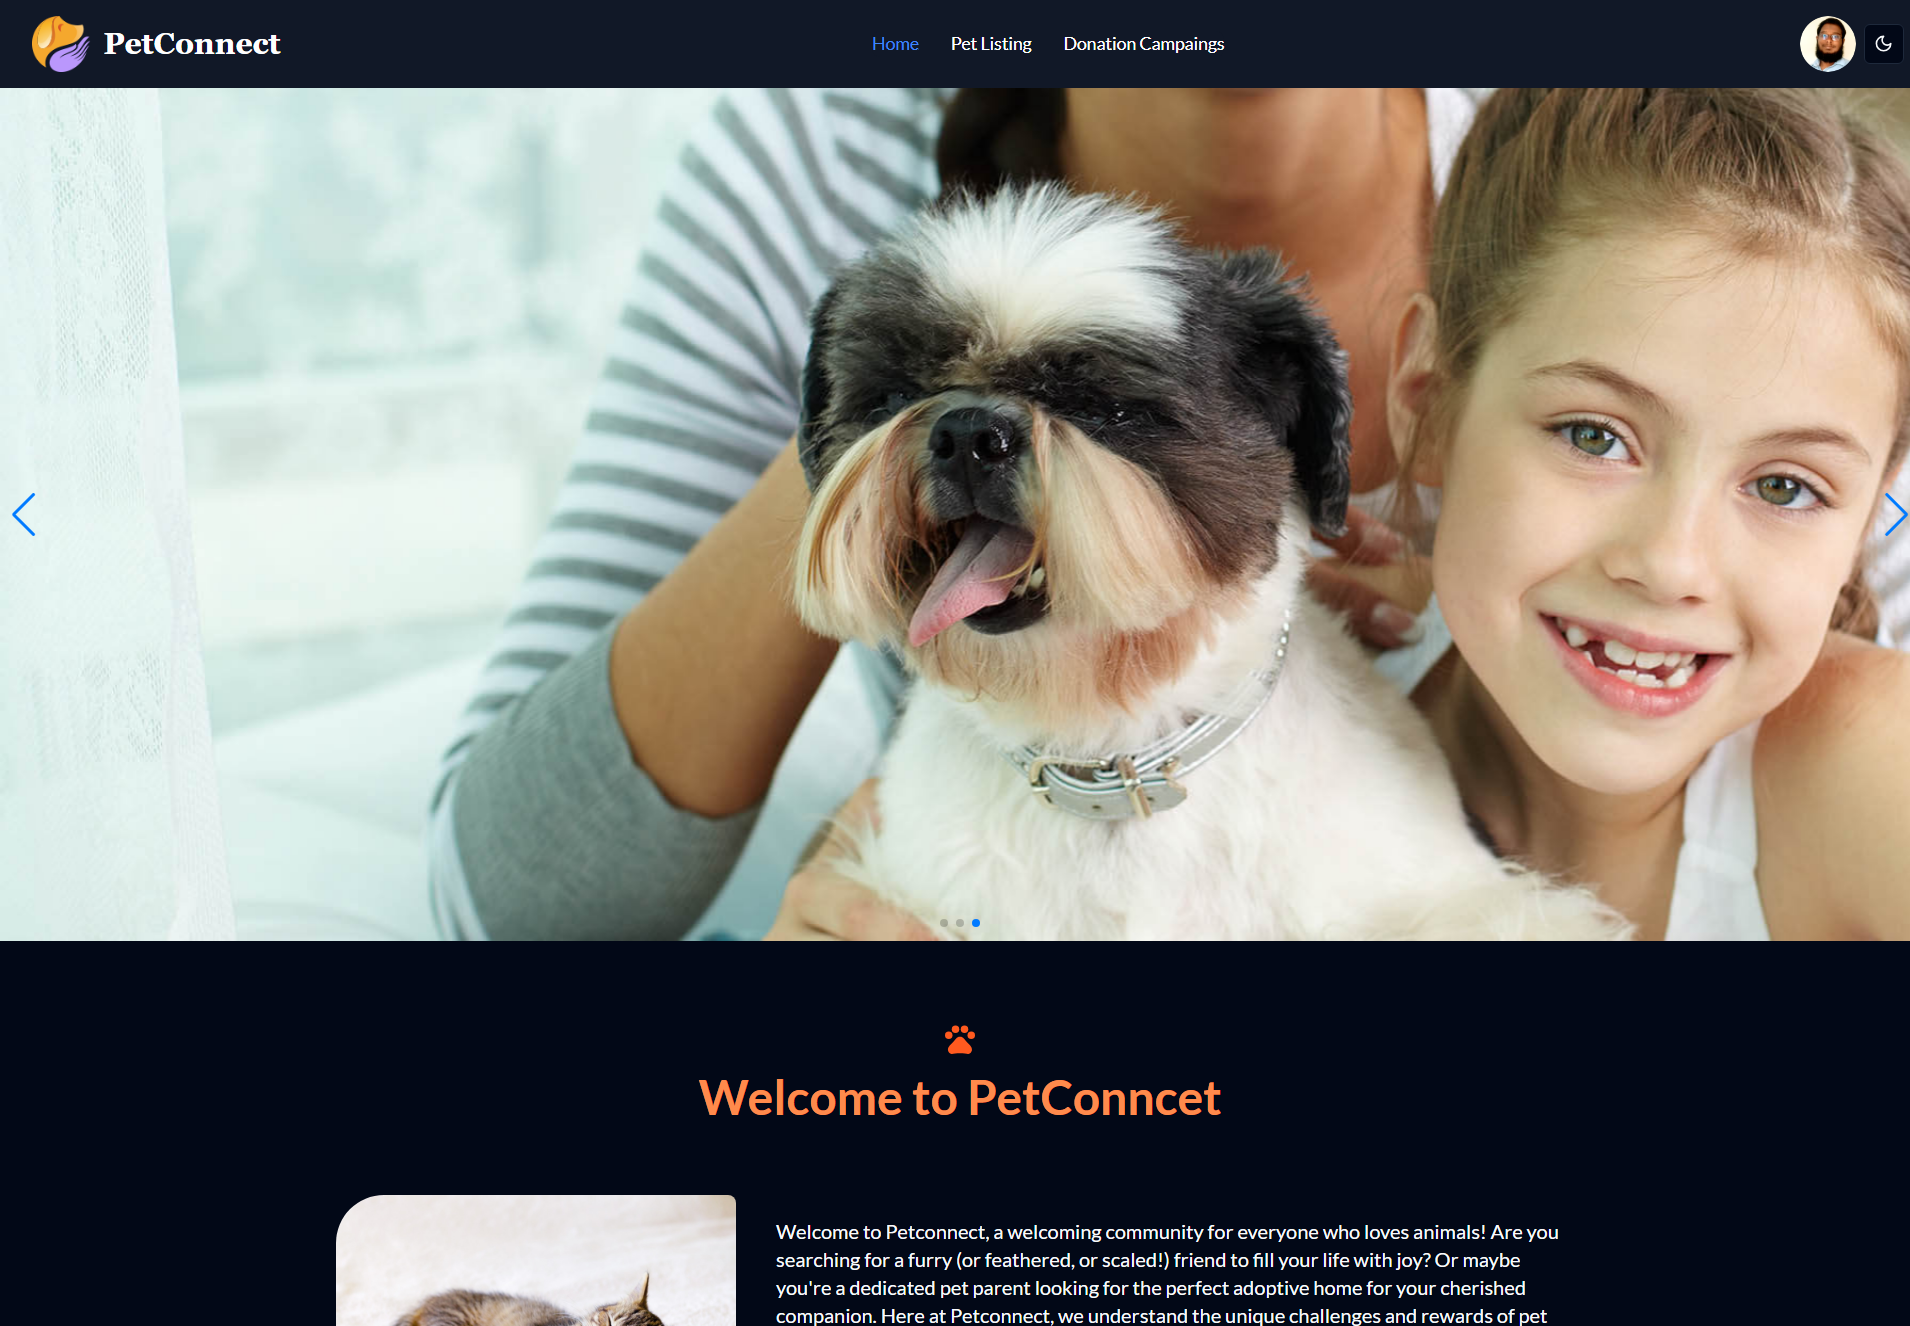 PetConnect
Home
Pet Listing
Donation Campaings
Welcome to PetConncet
Welcome to Petconnect, a welcoming community for everyone who loves animals! Are you
searching for a furry (or feathered, or scaled!) friend to fill your life with joy? Or maybe
you're a dedicated pet parent looking for the perfect adoptive home for your cherished
companion. Here at Petconnect, we understand the unique challenges and rewards of pet